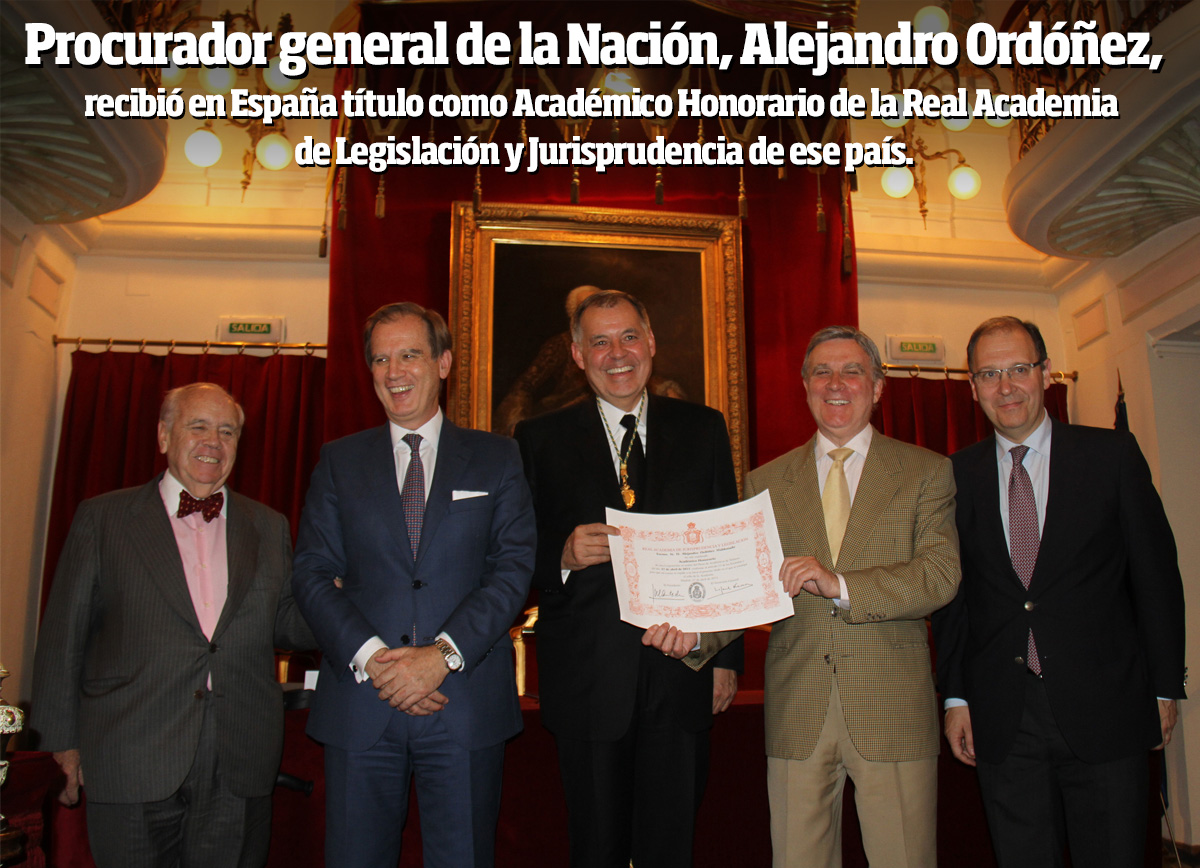 Procurador general de la Nación, Alejandro Ordóñez,
recibió en España título como Académico Honorario de la Real Academia
de Legislación y Jurisprudencia de ese país.
SALIDA
SALIDA